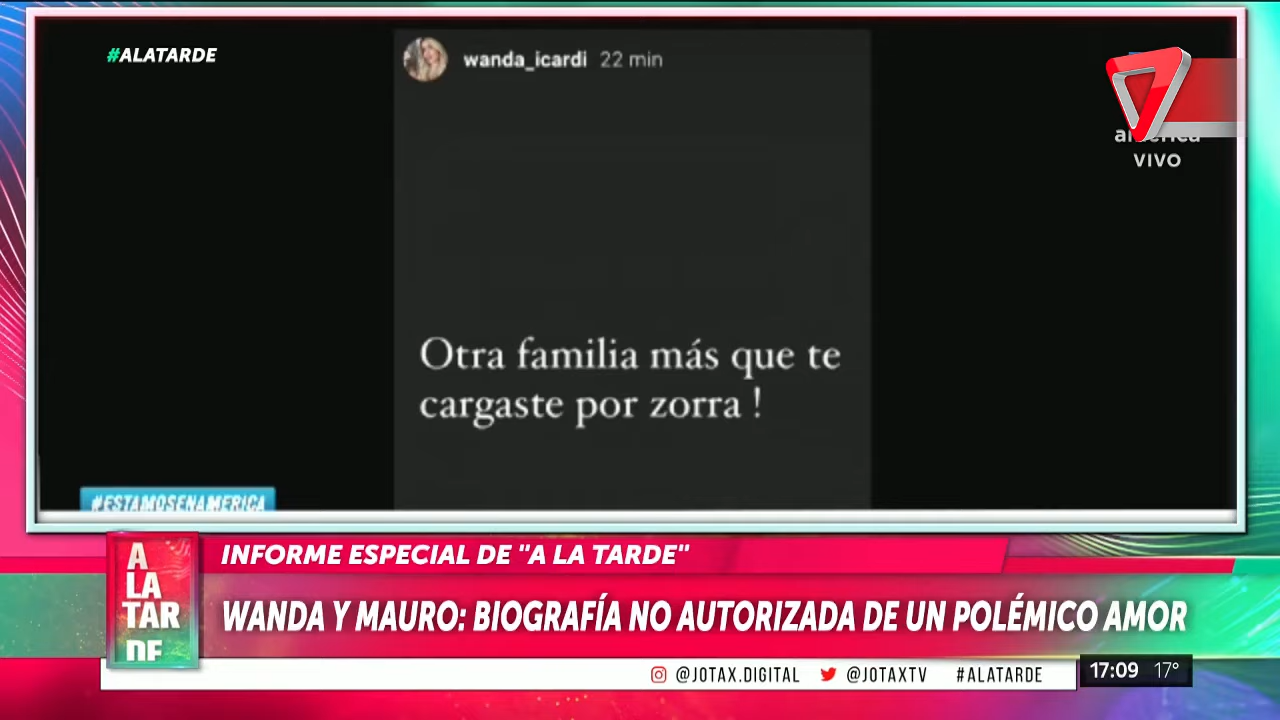 #ALATARDE
wanda_icardi 22 min
VIVO
Otra familia más que te
cargaste por zorra !
#ESTAMOSENAMERICA
A
LA
TAR
DE
INFORME ESPECIAL DE "A LA TARDE"
WANDA Y MAURO: BIOGRAFÍA NO AUTORIZADA DE UN POLÉMICO AMOR
@JOTAX.DIGITAL @JOTAXTV #ALATARDE
17:09 17°